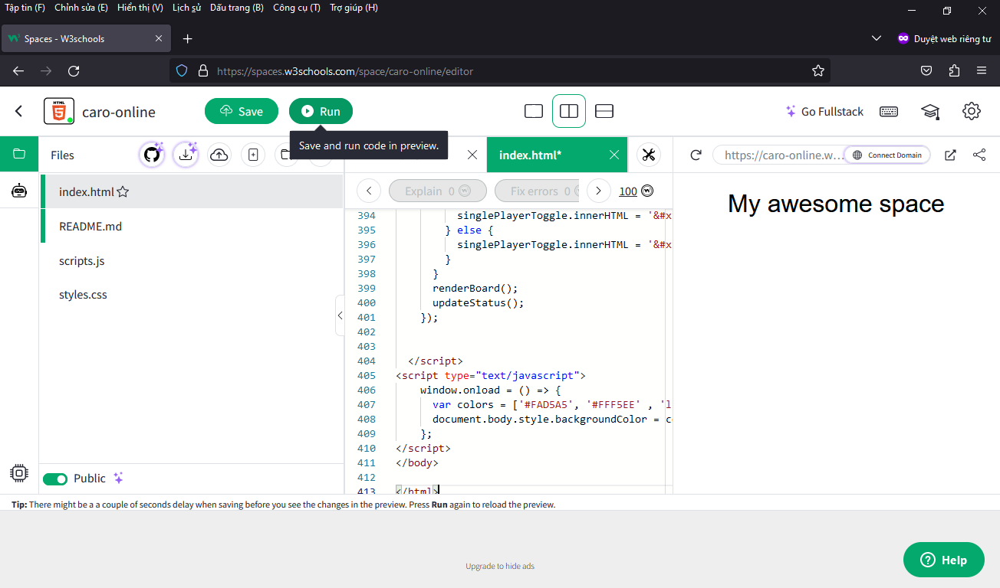 Tập tin (F) Chỉnh sửa (E) Hiển thị (V) Lịch sử Dấu trang (B) Công cụ (T) Trợ giúp (H)
Spaces - W3schools
Duyệt web riêng tư
https://spaces.w3schools.com/space/caro-online/editor
HTML
5
caro-online
Save
Run
Go Fullstack
Save and run code in preview.
Files
index.html*
https://caro-online.w...
Connect Domain
index.html
README.md
scripts.js
styles.css
Explain 0
Fix errors 0
100
My awesome space
394 singlePlayerToggle.innerHTML = '&#x
395 } else {
396 singlePlayerToggle.innerHTML = '&#x
397 }
398 }
399 renderBoard();
400 updateStatus();
401 });
402
403
404 </script>
405 <script type="text/javascript">
406 window.onload = () => {
407 var colors = ['#FAD5A5', '#FFF5EE' , 'l
408 document.body.style.backgroundColor = c
409 };
410 </script>
411 </body>
412
413 </html>
Public
Tip: There might be a a couple of seconds delay when saving before you see the changes in the preview. Press Run again to reload the preview.
Upgrade to hide ads
Help